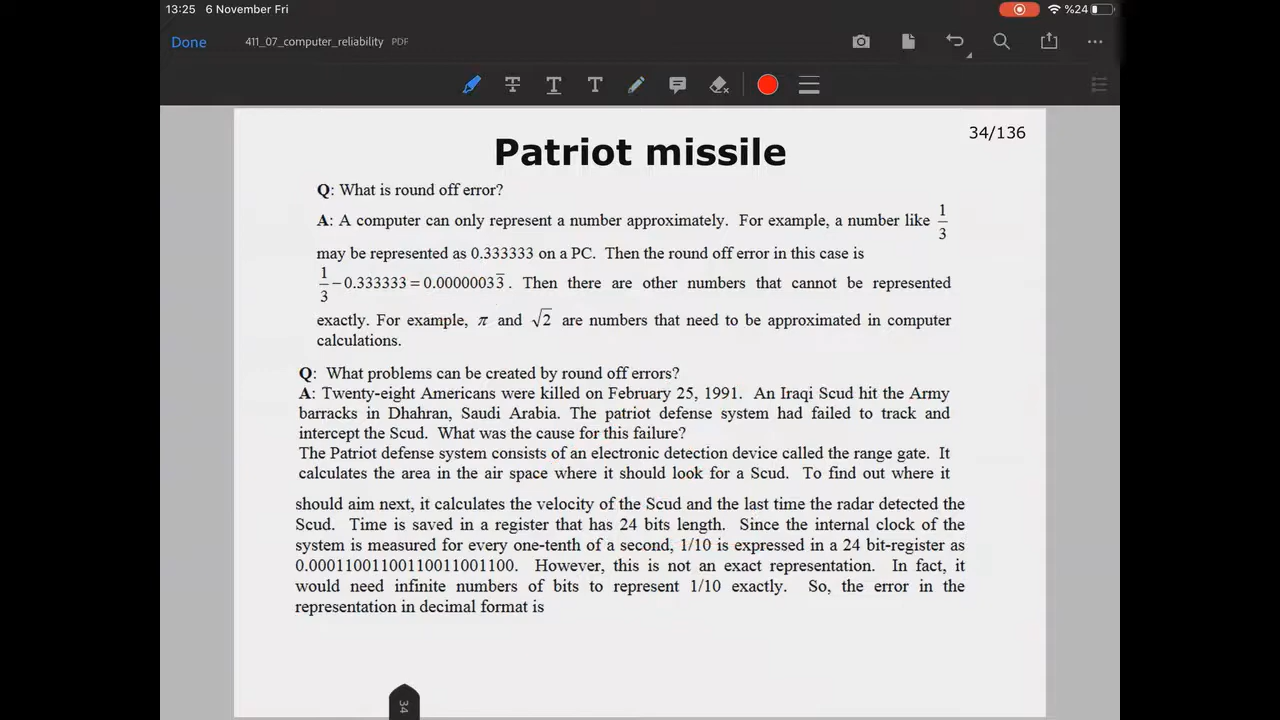 13:25 6 November Fri %24
Done 411_07_computer_reliability PDF
34/136
Patriot missile
Q: What is round off error?
A: A computer can only represent a number approximately. For example, a number like 1/3
may be represented as 0.333333 on a PC. Then the round off error in this case is
1/3 − 0.333333 = 0.00000033̅. Then there are other numbers that cannot be represented
exactly. For example, π and √2 are numbers that need to be approximated in computer
calculations.
Q: What problems can be created by round off errors?
A: Twenty-eight Americans were killed on February 25, 1991. An Iraqi Scud hit the Army
barracks in Dhahran, Saudi Arabia. The patriot defense system had failed to track and
intercept the Scud. What was the cause for this failure?
The Patriot defense system consists of an electronic detection device called the range gate. It
calculates the area in the air space where it should look for a Scud. To find out where it
should aim next, it calculates the velocity of the Scud and the last time the radar detected the
Scud. Time is saved in a register that has 24 bits length. Since the internal clock of the
system is measured for every one-tenth of a second, 1/10 is expressed in a 24 bit-register as
0.00011001100110011001100. However, this is not an exact representation. In fact, it
would need infinite numbers of bits to represent 1/10 exactly. So, the error in the
representation in decimal format is
34